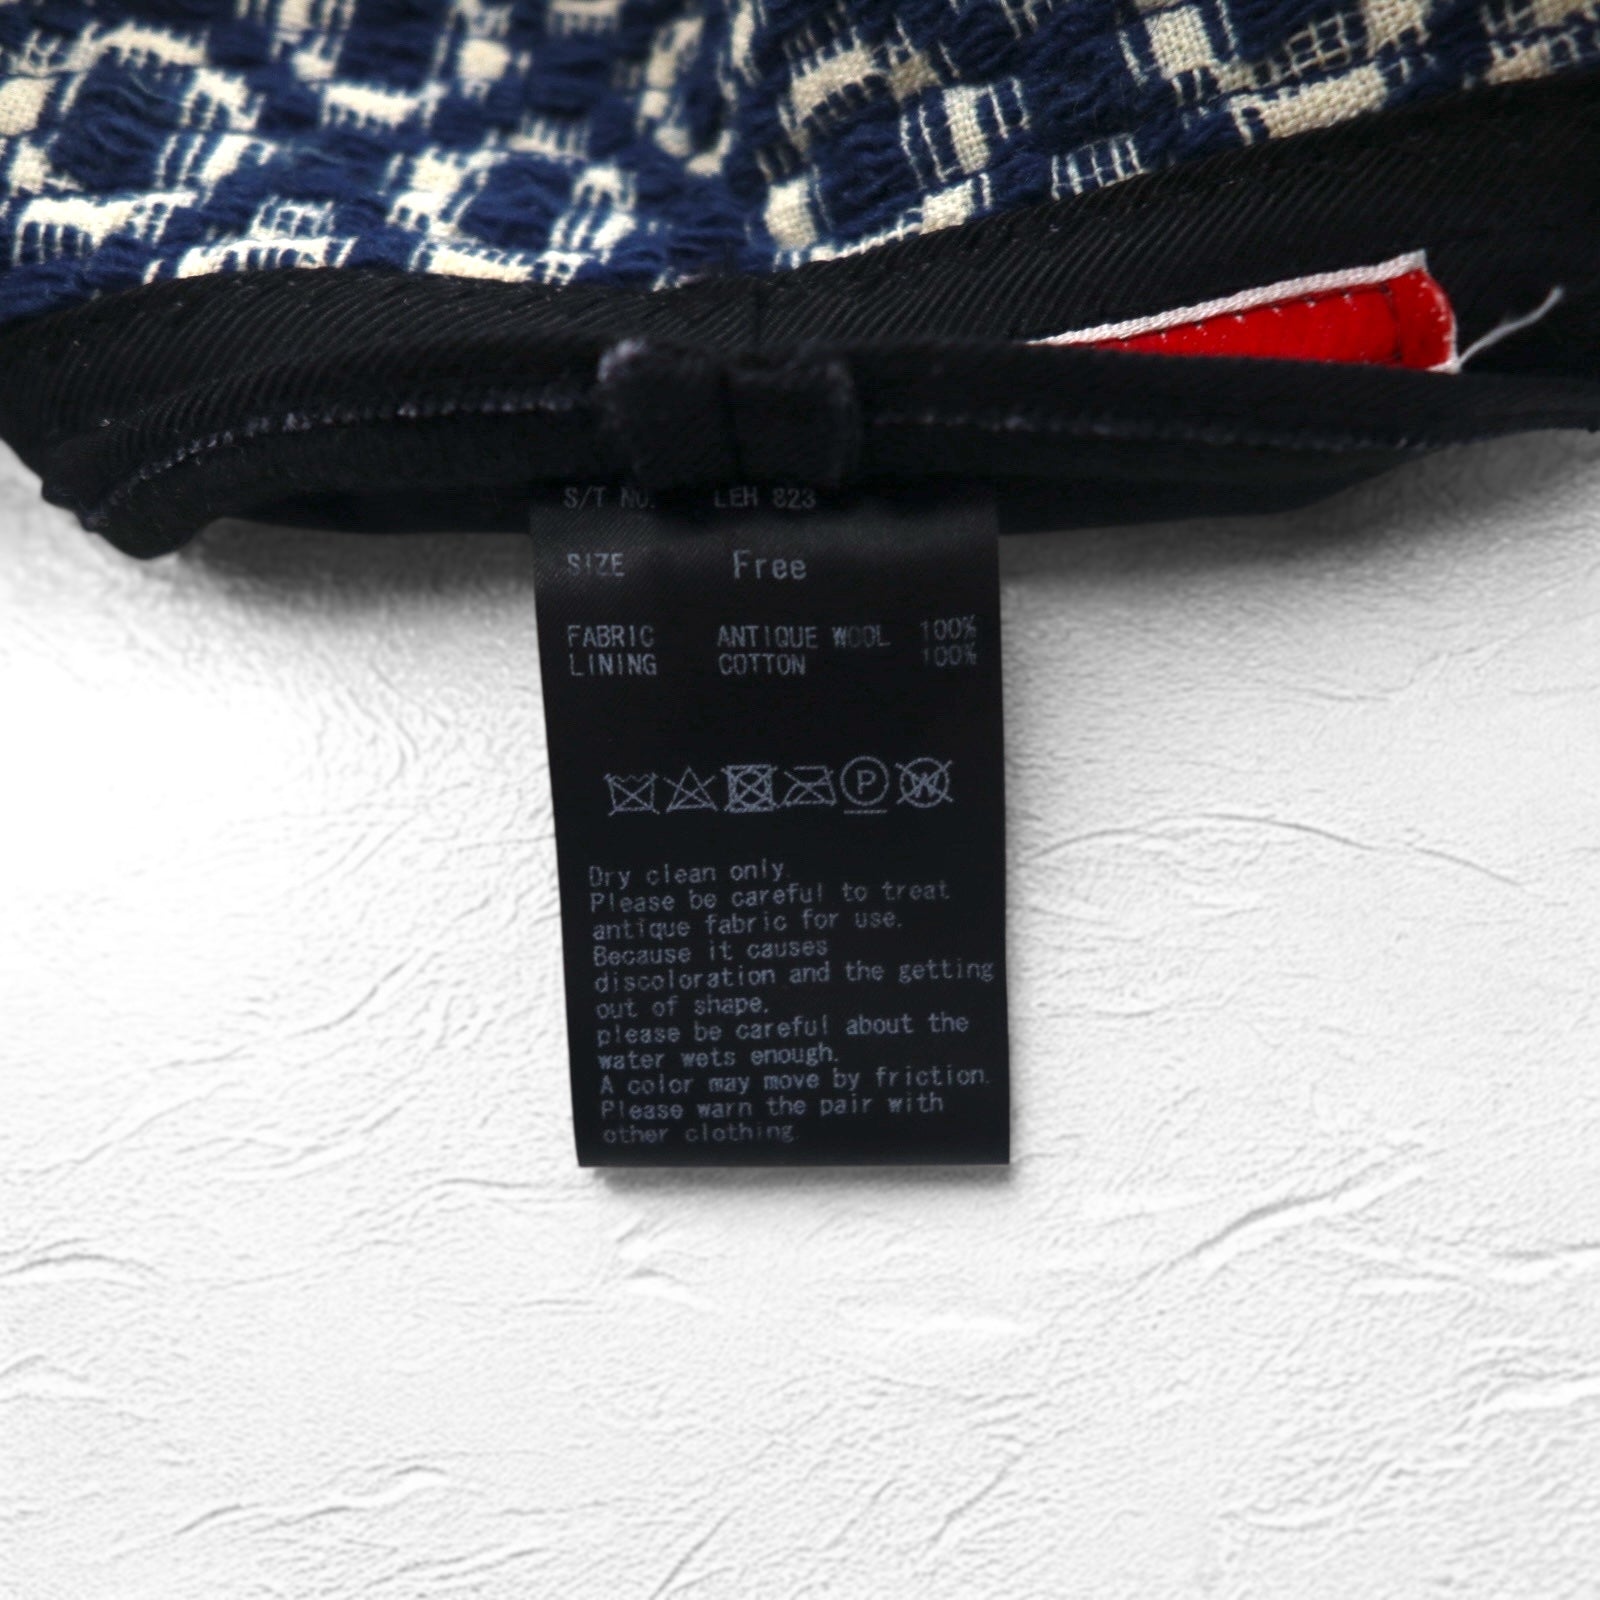 S/T NO. LEH 823
SIZE Free
FABRIC ANTIQUE WOOL 100%
LINING COTTON 100%
P W
Dry clean only.
Please be careful to treat
antique fabric for use.
Because it causes
discoloration and the getting
out of shape.
please be careful about the
water wets enough.
A color may move by friction.
Please warn the pair with
other clothing.